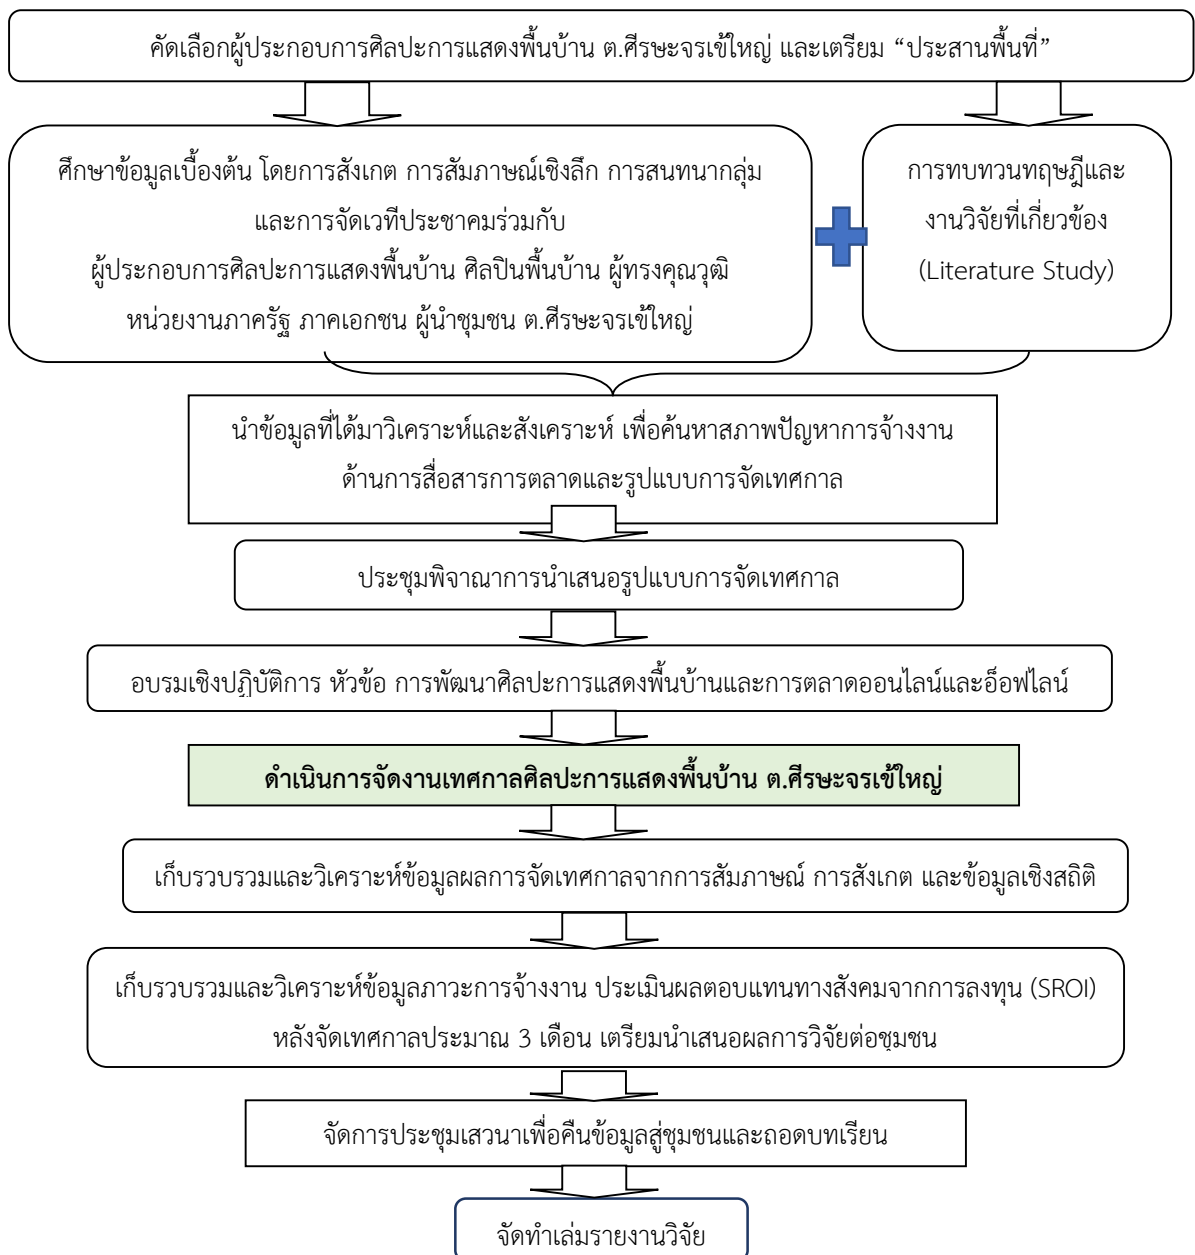 คัดเลือกผู้ประกอบการศิลปะการแสดงพื้นบ้าน ต.ศีรษะจรเข้ใหญ่ และเตรียม “ประสานพื้นที่”
ศึกษาข้อมูลเบื้องต้น โดยการสังเกต การสัมภาษณ์เชิงลึก การสนทนากลุ่ม
และการจัดเวทีประชาคมร่วมกับ
ผู้ประกอบการศิลปะการแสดงพื้นบ้าน ศิลปินพื้นบ้าน ผู้ทรงคุณวุฒิ
หน่วยงานภาครัฐ ภาคเอกชน ผู้นำชุมชน ต.ศีรษะจรเข้ใหญ่
การทบทวนทฤษฎีและ
งานวิจัยที่เกี่ยวข้อง
(Literature Study)
นำข้อมูลที่ได้มาวิเคราะห์และสังเคราะห์ เพื่อค้นหาสภาพปัญหาการจ้างงาน
ด้านการสื่อสารการตลาดและรูปแบบการจัดเทศกาล
ประชุมพิจาณาการนำเสนอรูปแบบการจัดเทศกาล
อบรมเชิงปฏิบัติการ หัวข้อ การพัฒนาศิลปะการแสดงพื้นบ้านและการตลาดออนไลน์และอ็อฟไลน์
ดำเนินการจัดงานเทศกาลศิลปะการแสดงพื้นบ้าน ต.ศีรษะจรเข้ใหญ่
เก็บรวบรวมและวิเคราะห์ข้อมูลผลการจัดเทศกาลจากการสัมภาษณ์ การสังเกต และข้อมูลเชิงสถิติ
เก็บรวบรวมและวิเคราะห์ข้อมูลภาวะการจ้างงาน ประเมินผลตอบแทนทางสังคมจากการลงทุน (SROI)
หลังจัดเทศกาลประมาณ 3 เดือน เตรียมนำเสนอผลการวิจัยต่อชุมชน
จัดการประชุมเสวนาเพื่อคืนข้อมูลสู่ชุมชนและถอดบทเรียน
จัดทำเล่มรายงานวิจัย